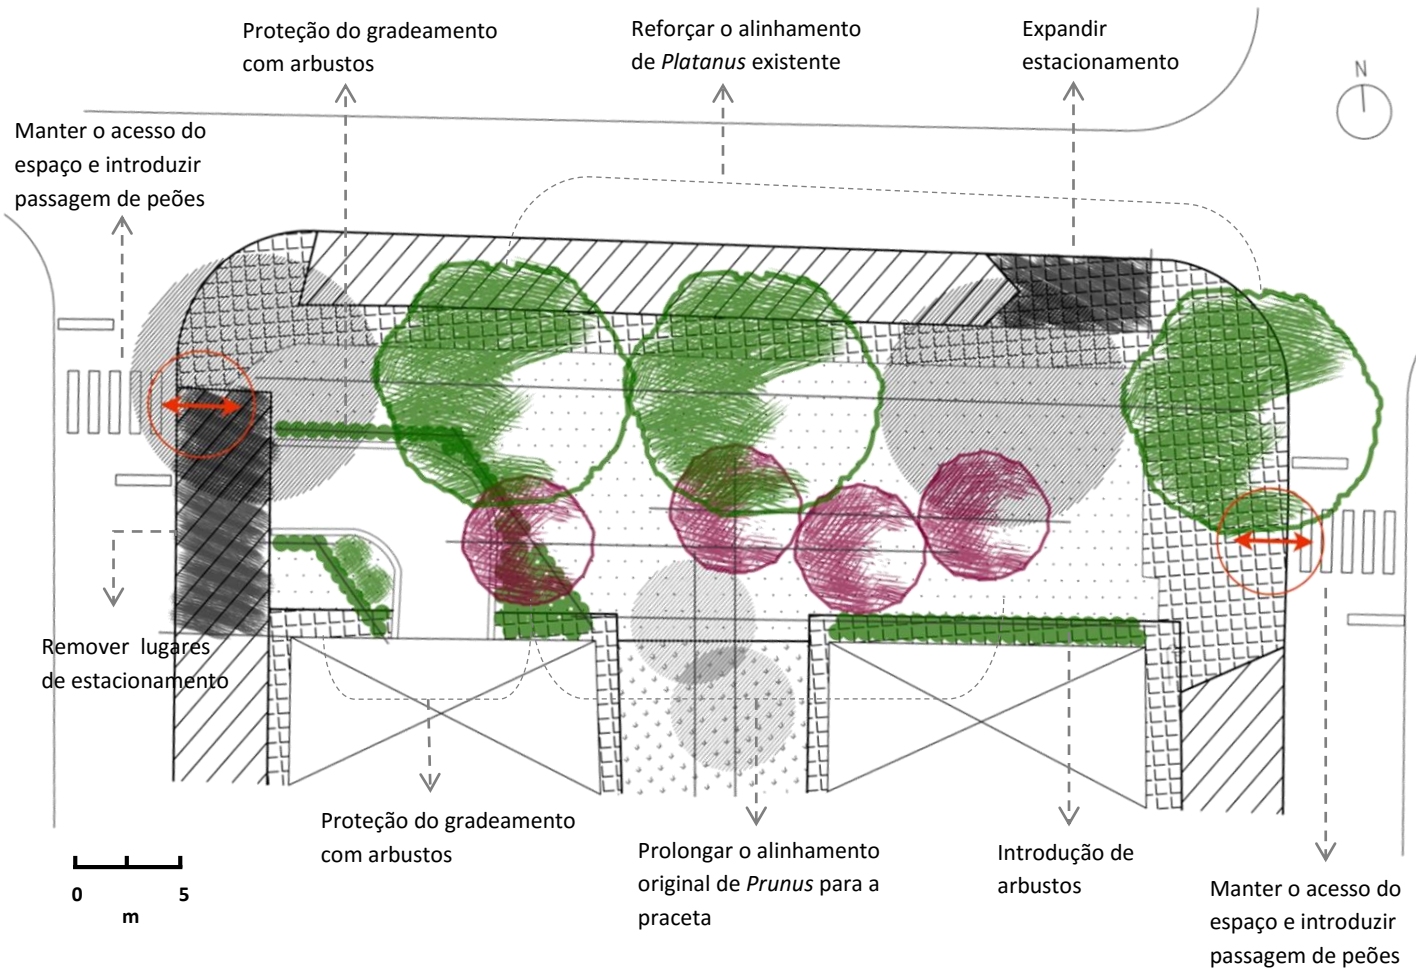 Proteção do gradeamento
com arbustos
Reforçar o alinhamento
de Platanus existente
Expandir
estacionamento
N
Manter o acesso do
espaço e introduzir
passagem de peões
Remover lugares
de estacionamento
Proteção do gradeamento
com arbustos
Prolongar o alinhamento
original de Prunus para a
praceta
Introdução de
arbustos
Manter o acesso do
espaço e introduzir
passagem de peões
0 5
m